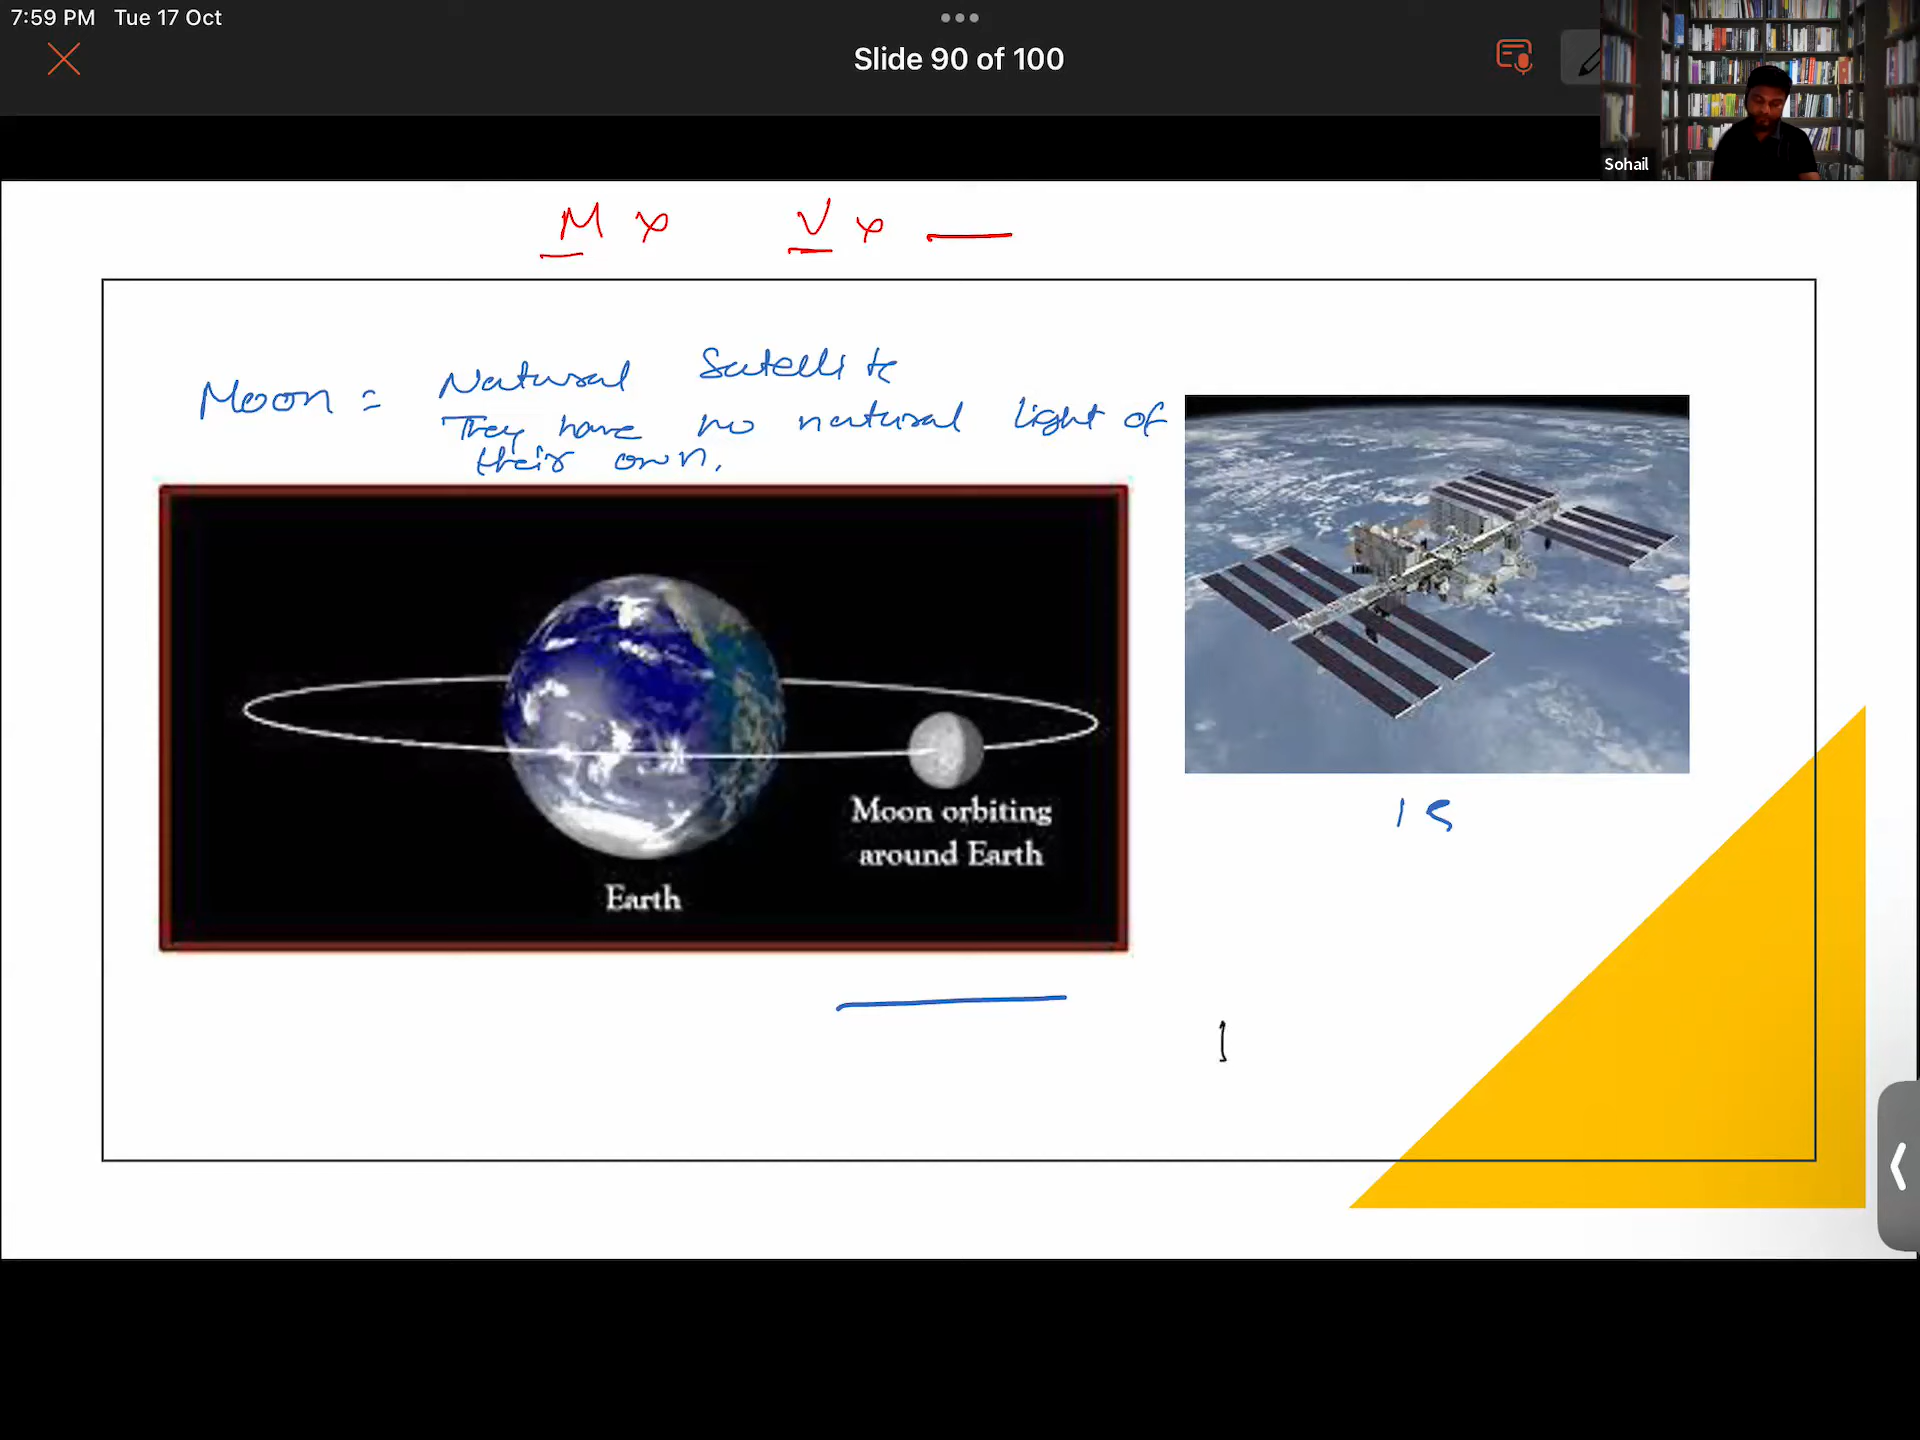 7:59 PM Tue 17 Oct
Slide 90 of 100
Sohail
M x V x
Moon = Natural Satellite
They have no natural light of
their own.
Moon orbiting
around Earth
Earth
IS
I